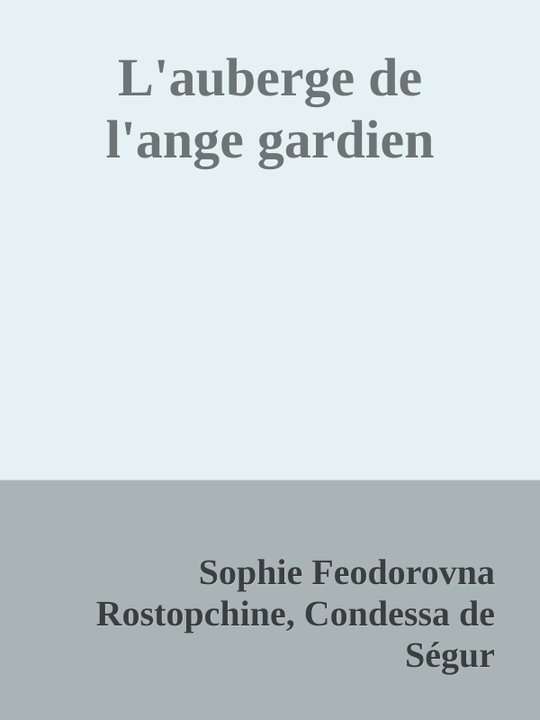 L'auberge de
l'ange gardien
Sophie Feodorovna
Rostopchine, Condessa de
Ségur